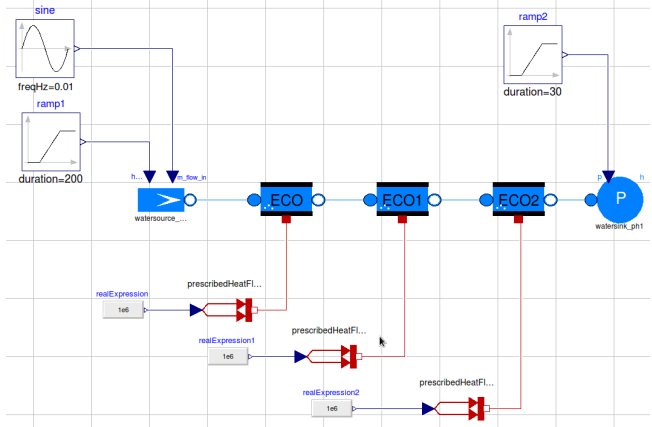 sine
freqHz=0.01
ramp1
duration=200
ramp2
duration=30
h...
m_flow_in
p
h
ECO
ECO1
ECO2
P
watersource_...
watersink_ph1
prescribedHeatFl...
realExpression
1e6
prescribedHeatFl...
realExpression1
1e6
prescribedHeatFl...
realExpression2
1e6